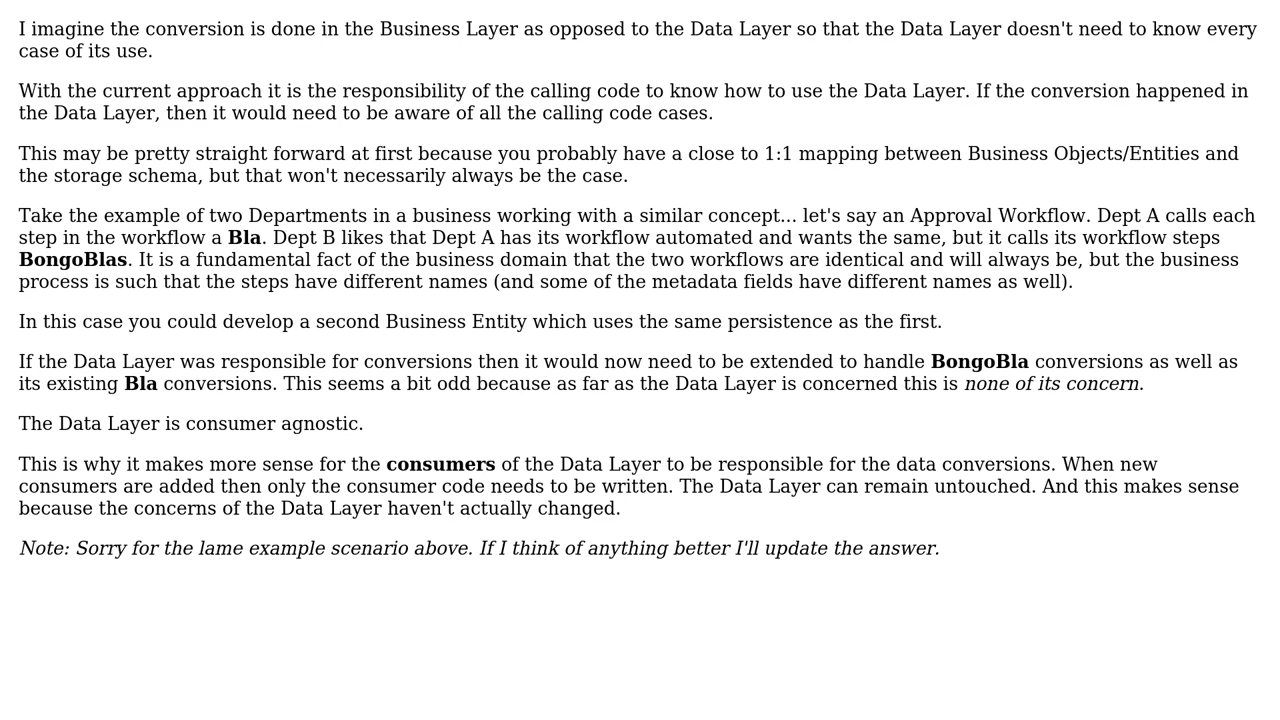 I imagine the conversion is done in the Business Layer as opposed to the Data Layer so that the Data Layer doesn't need to know every
case of its use.
With the current approach it is the responsibility of the calling code to know how to use the Data Layer. If the conversion happened in
the Data Layer, then it would need to be aware of all the calling code cases.
This may be pretty straight forward at first because you probably have a close to 1:1 mapping between Business Objects/Entities and
the storage schema, but that won't necessarily always be the case.
Take the example of two Departments in a business working with a similar concept... let's say an Approval Workflow. Dept A calls each
step in the workflow a Bla. Dept B likes that Dept A has its workflow automated and wants the same, but it calls its workflow steps
BongoBlas. It is a fundamental fact of the business domain that the two workflows are identical and will always be, but the business
process is such that the steps have different names (and some of the metadata fields have different names as well).
In this case you could develop a second Business Entity which uses the same persistence as the first.
If the Data Layer was responsible for conversions then it would now need to be extended to handle BongoBla conversions as well as
its existing Bla conversions. This seems a bit odd because as far as the Data Layer is concerned this is none of its concern.
The Data Layer is consumer agnostic.
This is why it makes more sense for the consumers of the Data Layer to be responsible for the data conversions. When new
consumers are added then only the consumer code needs to be written. The Data Layer can remain untouched. And this makes sense
because the concerns of the Data Layer haven't actually changed.
Note: Sorry for the lame example scenario above. If I think of anything better I'll update the answer.